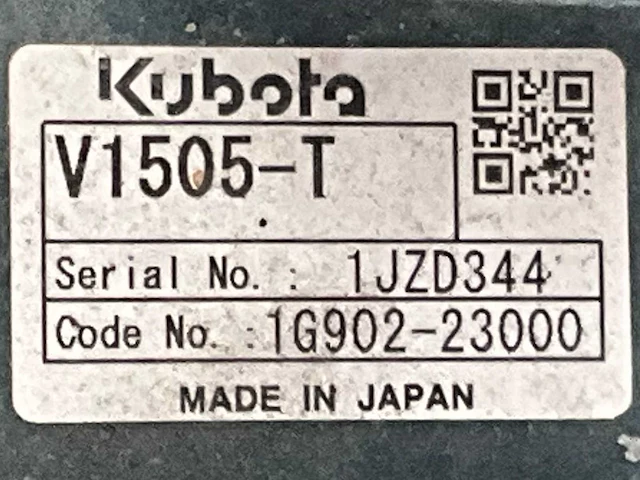 Kubota
V1505-T
Serial No. : 1JZD344
Code No. :1G902-23000
MADE IN JAPAN